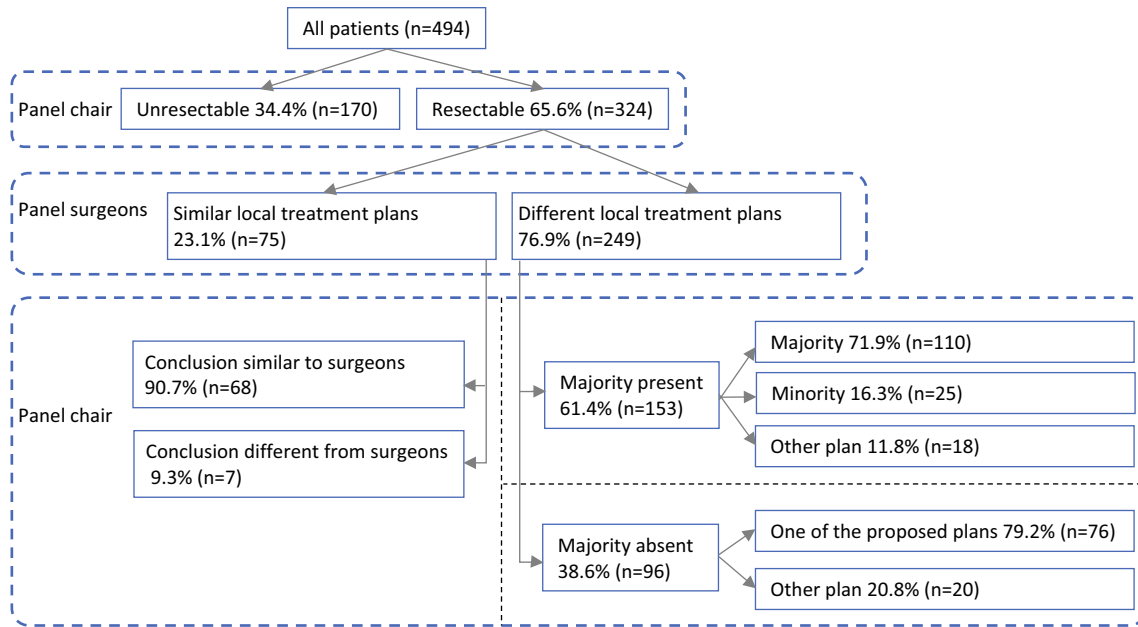 All patients (n=494)
Panel chair
Unresectable 34.4% (n=170)
Resectable 65.6% (n=324)
Panel surgeons
Similar local treatment plans
23.1% (n=75)
Different local treatment plans
76.9% (n=249)
Panel chair
Conclusion similar to surgeons
90.7% (n=68)
Conclusion different from surgeons
9.3% (n=7)
Majority present
61.4% (n=153)
Majority 71.9% (n=110)
Minority 16.3% (n=25)
Other plan 11.8% (n=18)
Majority absent
38.6% (n=96)
One of the proposed plans 79.2% (n=76)
Other plan 20.8% (n=20)